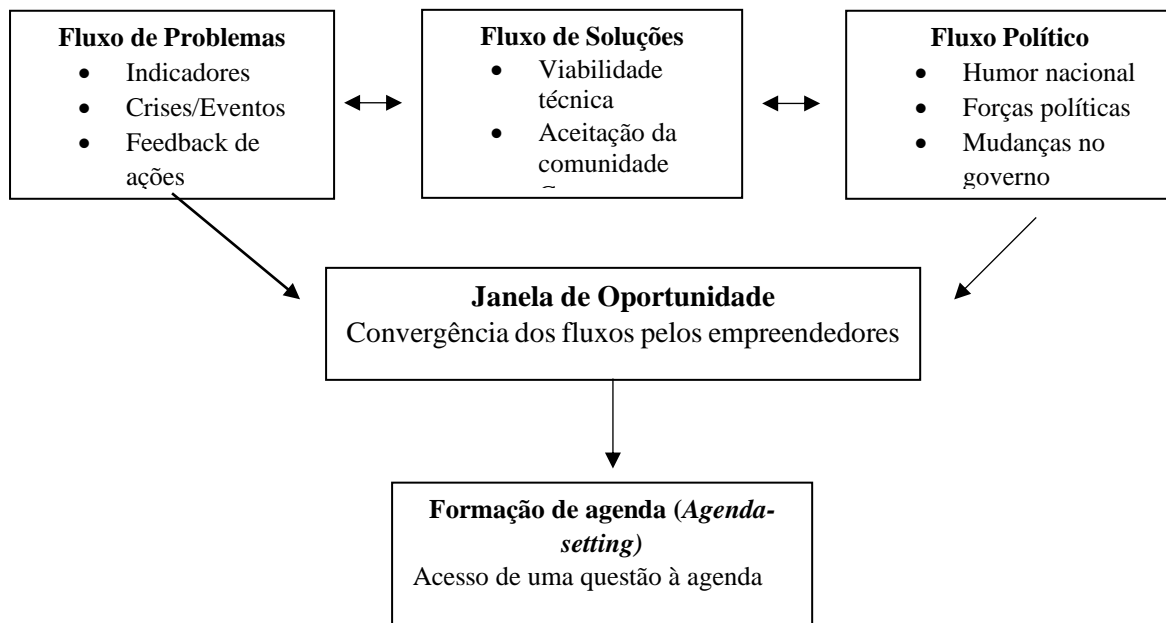 Fluxo de Problemas
• Indicadores
• Crises/Eventos
• Feedback de
ações
Fluxo de Soluções
• Viabilidade
técnica
• Aceitação da
comunidade
Fluxo Político
• Humor nacional
• Forças políticas
• Mudanças no
governo
Janela de Oportunidade
Convergência dos fluxos pelos empreendedores
Formação de agenda (Agenda-
setting)
Acesso de uma questão à agenda